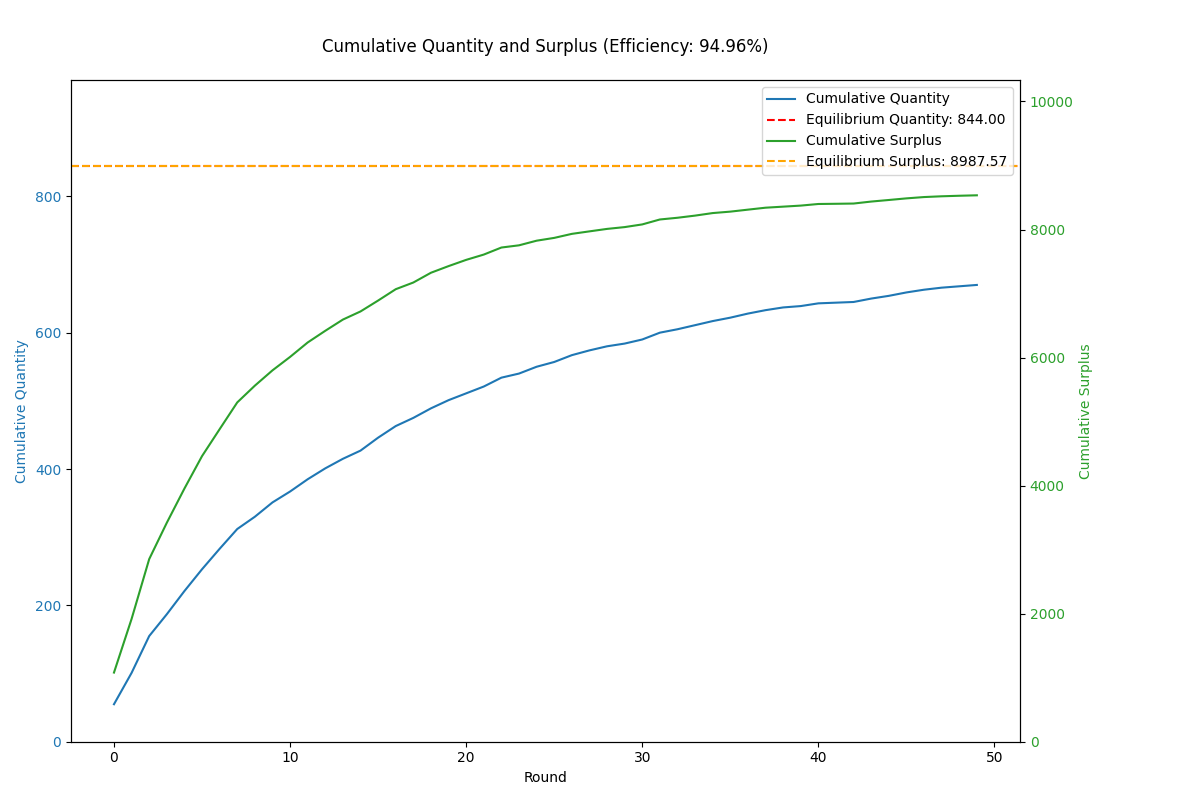 Cumulative Quantity and Surplus (Efficiency: 94.96%)
Cumulative Quantity
Equilibrium Quantity: 844.00
Cumulative Surplus
Equilibrium Surplus: 8987.57
Cumulative Quantity
800
600
400
200
0
10000
8000
6000
4000
2000
0
Cumulative Surplus
0 10 20 30 40 50
Round